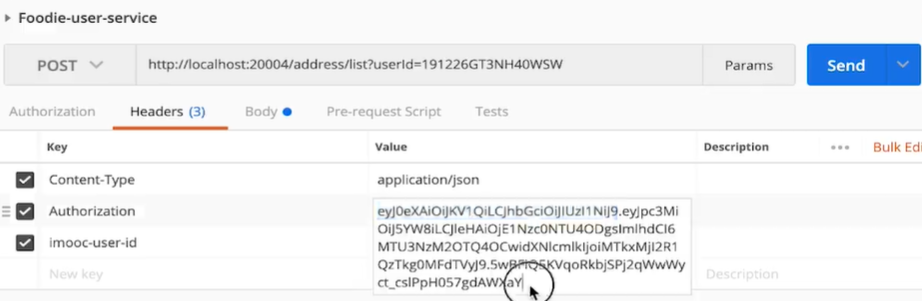 Foodie-user-service
POST http://localhost:20004/address/list?userId=191226GT3NH40WSW Params Send
Authorization Headers (3) Body Pre-request Script Tests
Key Value Description ••• Bulk Edi
Content-Type application/json
Authorization eyJ0eXAiOiJKV1QiLCJhbGciOiJIUzI1NiJ9.eyJpc3Mi
OiJ5YW8iLCJleHAiOjE1Nzc0NTU4ODgsImlhdCI6
imooc-user-id MTU3NzM2OTQ4OCwidXNlcm5hbWUiOiMTkxMjI2R1
New key QzTkg0MFdTVyJ9.5wBFiQ5KVqoRkbjSPj2qWwWy Description
ct_cslPpH057gdAWXaY